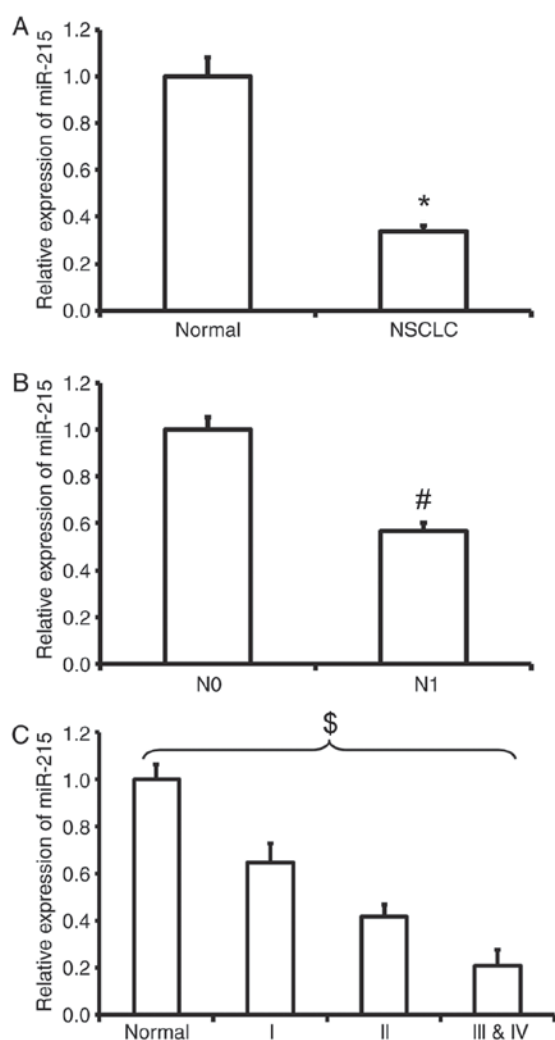 A
Relative expression of miR-215
1.2
1.0
0.8
0.6
0.4
0.2
0.0
*
Normal NSCLC
B
Relative expression of miR-215
1.2
1.0
0.8
0.6
0.4
0.2
0.0
#
N0 N1
C
Relative expression of miR-215
1.2
1.0
0.8
0.6
0.4
0.2
0.0
$
Normal I II III & IV